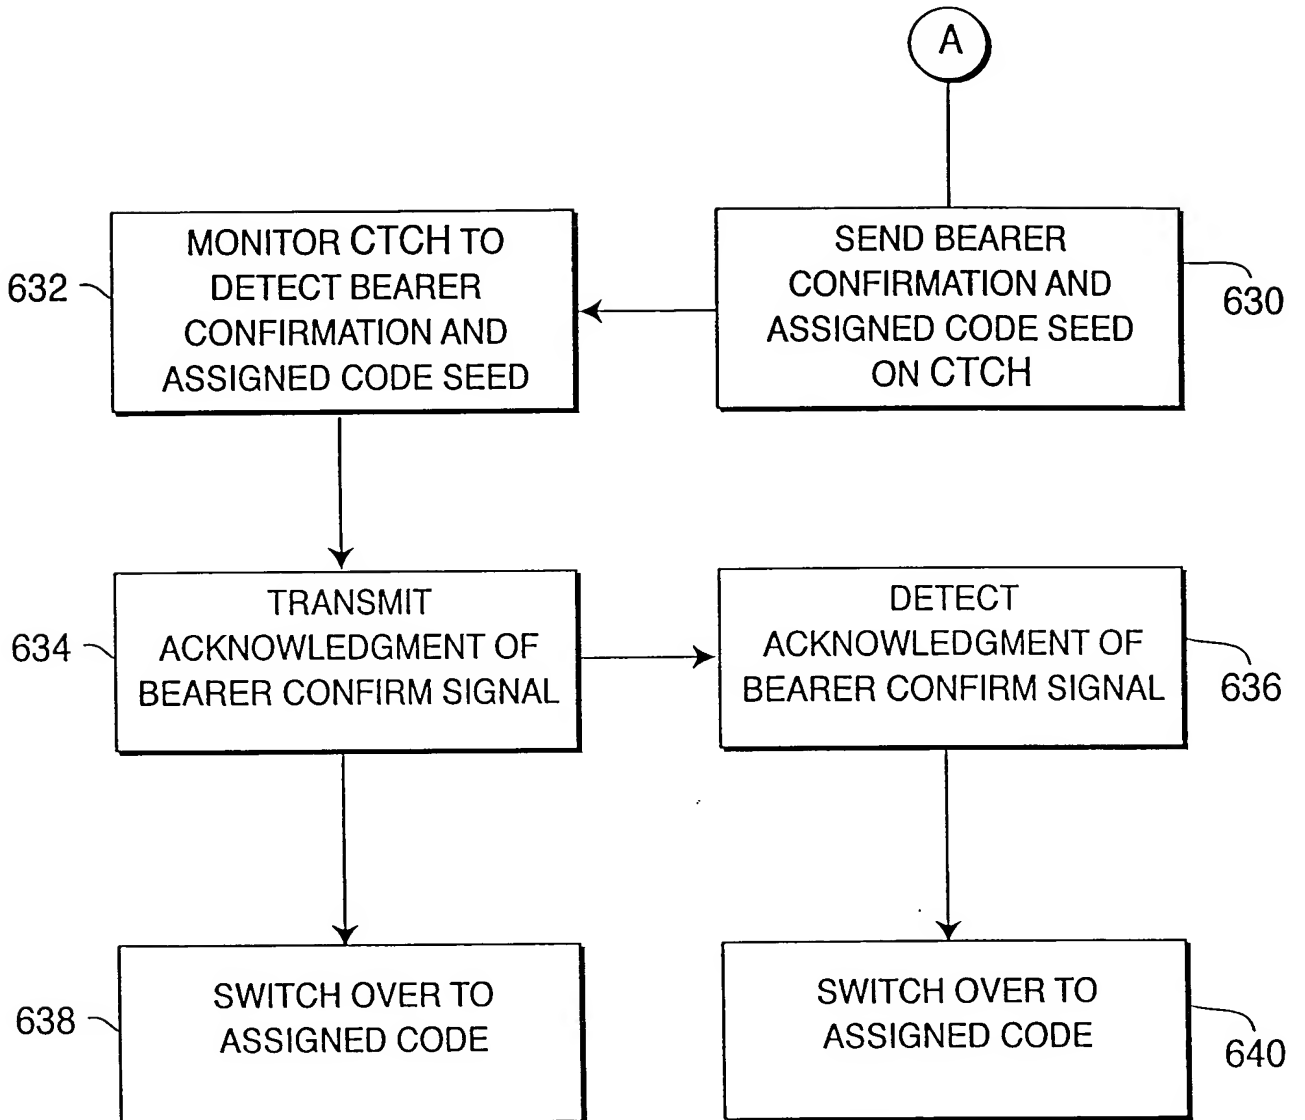 A
632
MONITOR CTCH TO
DETECT BEARER
CONFIRMATION AND
ASSIGNED CODE SEED
SEND BEARER
CONFIRMATION AND
ASSIGNED CODE SEED
ON CTCH
630
634
TRANSMIT
ACKNOWLEDGMENT OF
BEARER CONFIRM SIGNAL
DETECT
ACKNOWLEDGMENT OF
BEARER CONFIRM SIGNAL
636
638
SWITCH OVER TO
ASSIGNED CODE
SWITCH OVER TO
ASSIGNED CODE
640